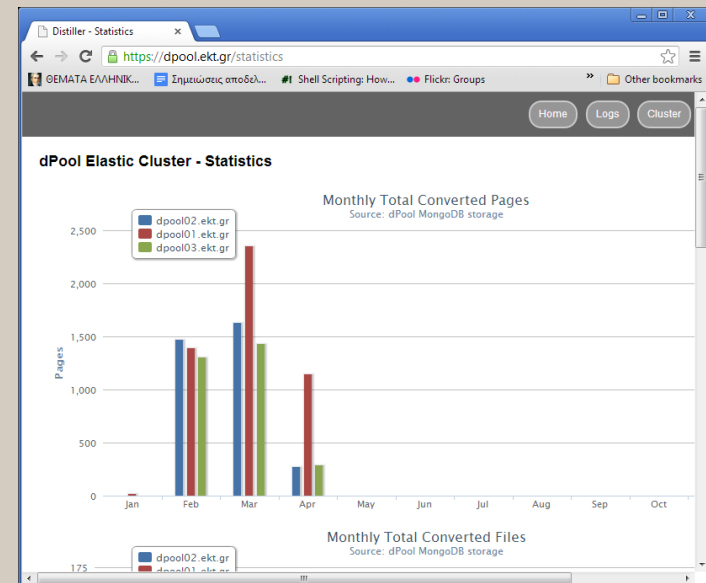 Distiller - Statistics
https://dpool.ekt.gr/statistics
ΘΕΜΑΤΑ ΕΛΛΗΝΙΚ... Σημειώσεις αποδελ... #! Shell Scripting: How... Flickr: Groups » Other bookmarks
Home Logs Cluster
dPool Elastic Cluster - Statistics
Monthly Total Converted Pages
Source: dPool MongoDB storage
dpool02.ekt.gr
dpool01.ekt.gr
dpool03.ekt.gr
2,500
2,000
1,500
1,000
500
0
Pages
Jan Feb Mar Apr May Jun Jul Aug Sep Oct
Monthly Total Converted Files
Source: dPool MongoDB storage
dpool02.ekt.gr
dpool01.ekt.gr
175